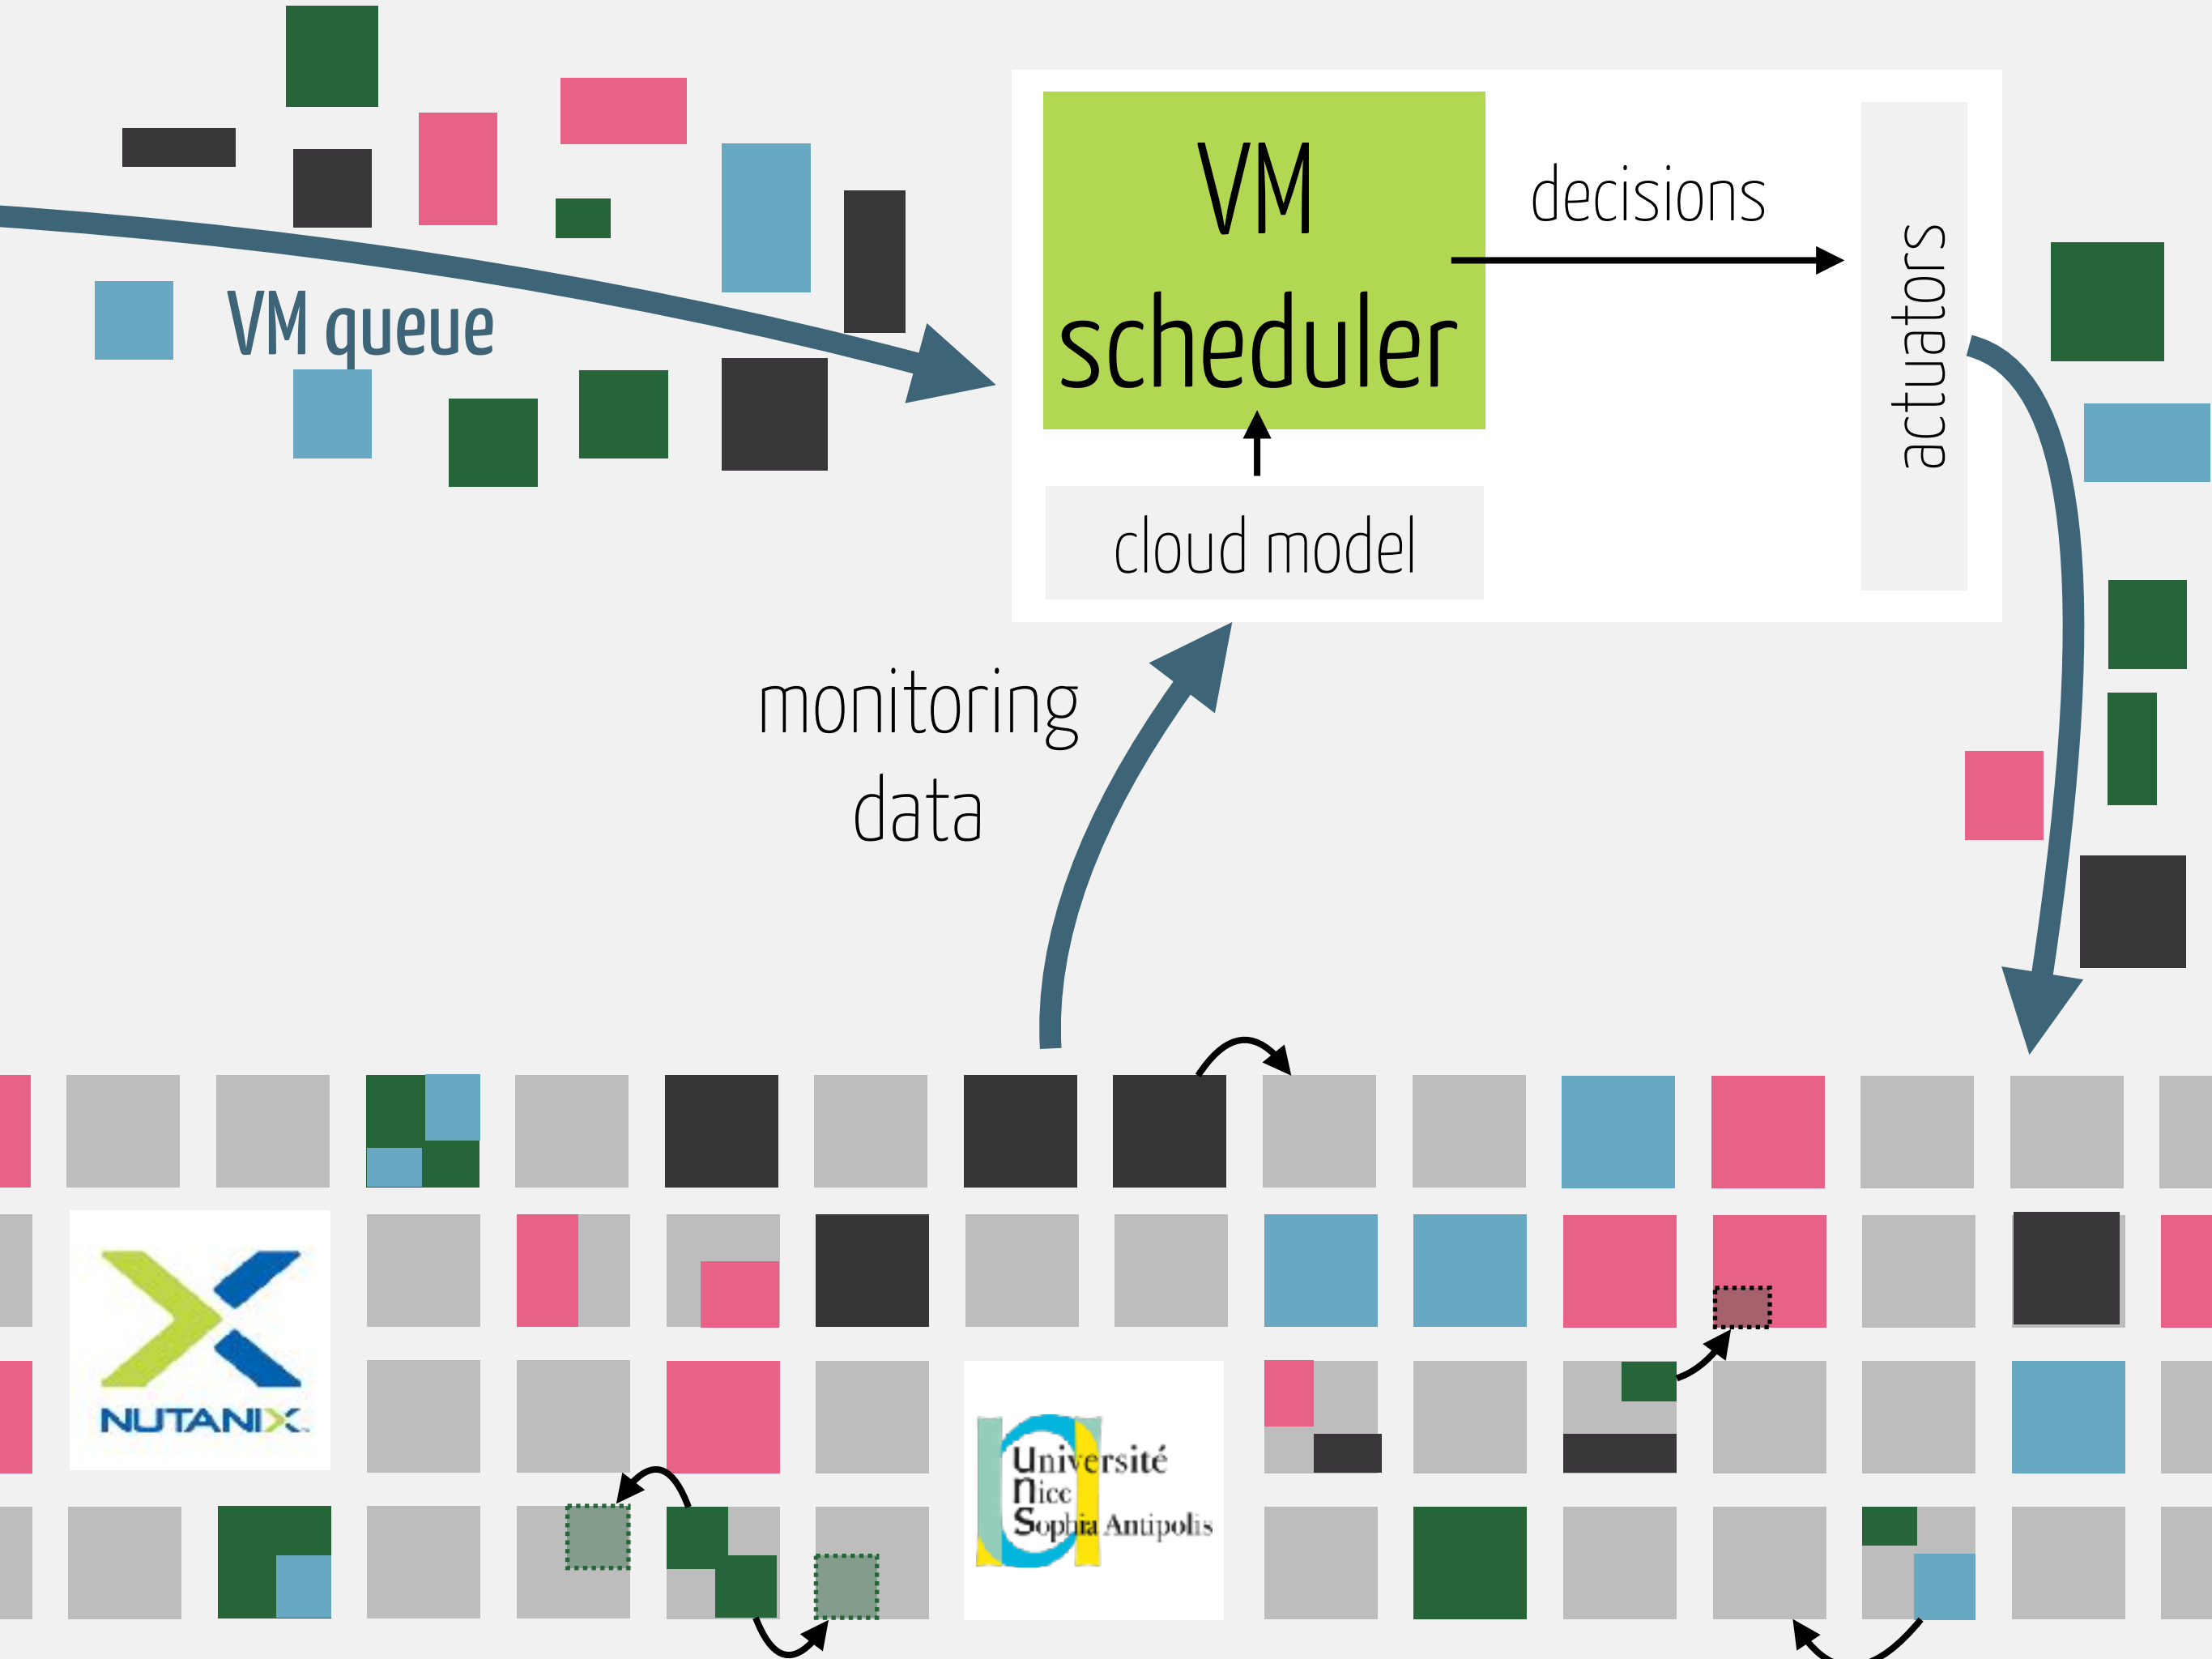 VM
scheduler
decisions
actuators
VM queue
cloud model
monitoring
data
NUTANIX
Université
Nice
Sophia Antipolis